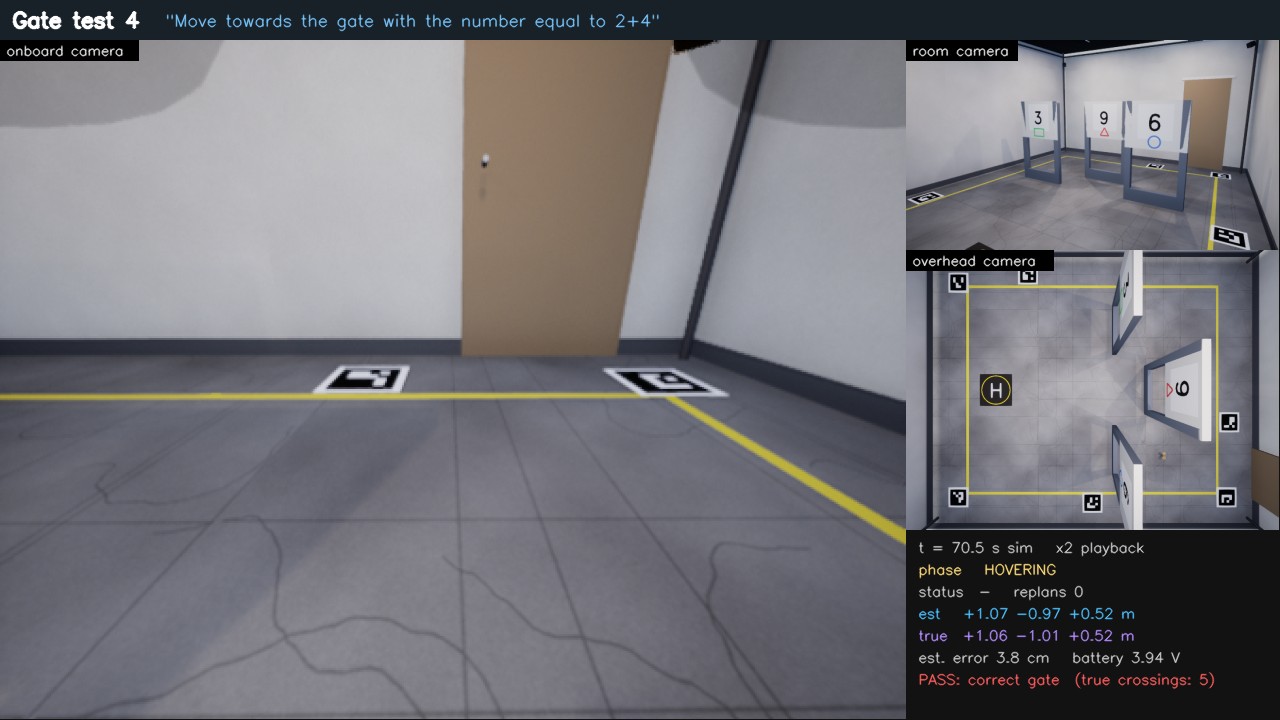 Gate test 4 "Move towards the gate with the number equal to 2+4"
onboard camera
room camera
3
9
6
overhead camera
H
9
t = 70.5 s sim x2 playback
phase HOVERING
status – replans 0
est +1.07 −0.97 +0.52 m
true +1.06 −1.01 +0.52 m
est. error 3.8 cm battery 3.94 V
PASS: correct gate (true crossings: 5)